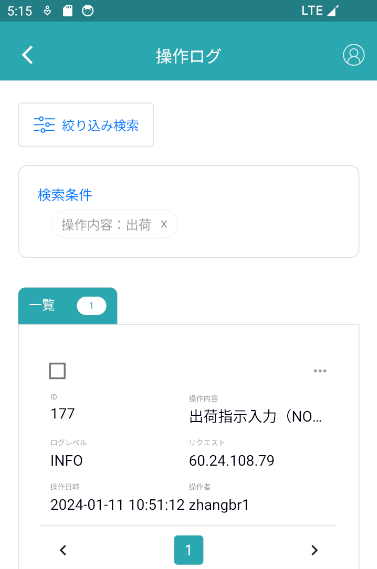 5:15 LTE
操作ログ
絞り込み検索
検索条件
操作内容：出荷 x
一覧 1
ID 操作内容
177 出荷指示入力（NO...
ログレベル リクエスト
INFO 60.24.108.79
操作日時 操作者
2024-01-11 10:51:12 zhangbr1
1